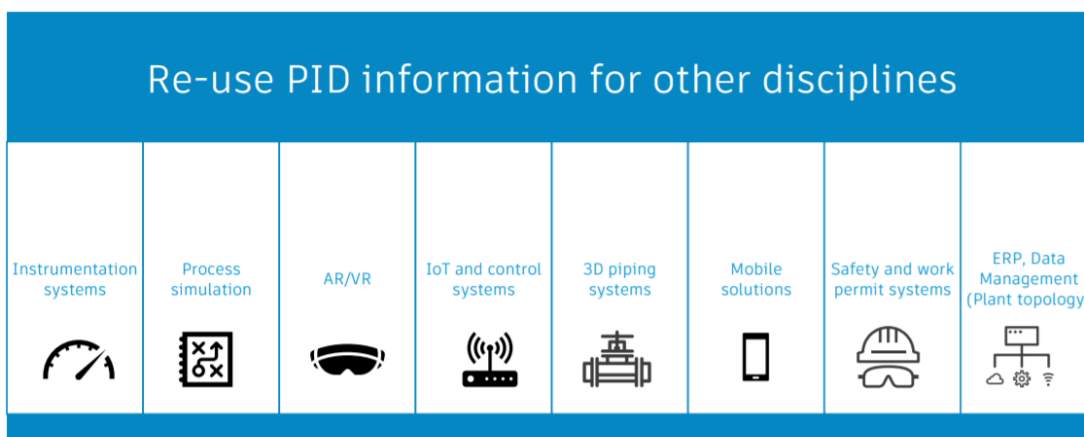 Re-use PID information for other disciplines
Instrumentation
systems
Process
simulation
AR/VR
IoT and control
systems
3D piping
systems
Mobile
solutions
Safety and work
permit systems
ERP, Data
Management
(Plant topology